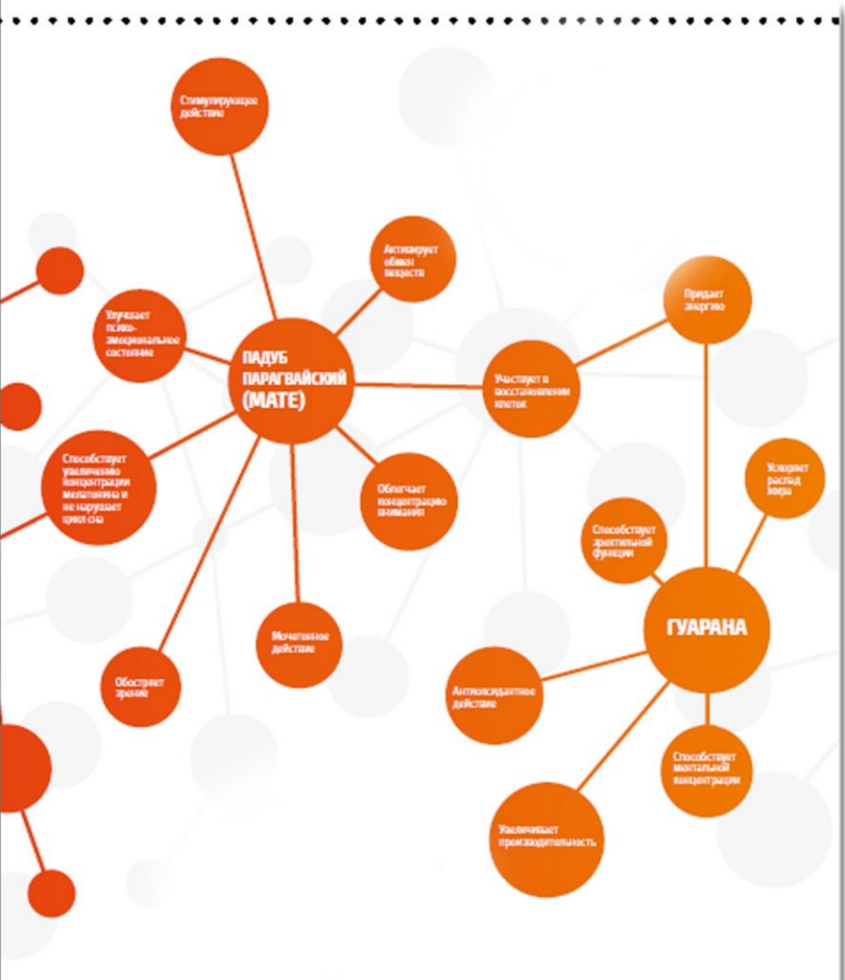 Стимулирующее
действие
Активирует
обмен
веществ
Улучшает
психо-
эмоциональное
состояние
ПАДУБ
ПАРАГВАЙСКИЙ
(МАТЕ)
Участвует в
восстановлении
клеток
Придает
энергию
Способствует
увеличению
концентрации
мелатонина и
не нарушает
цикл сна
Облегчает
концентрацию
внимания
Ускоряет
распад
жира
Способствует
эректильной
функции
Мочегонное
действие
ГУАРАНА
Обостряет
зрение
Антиоксидантное
действие
Способствует
ментальной
концентрации
Увеличивает
производительность